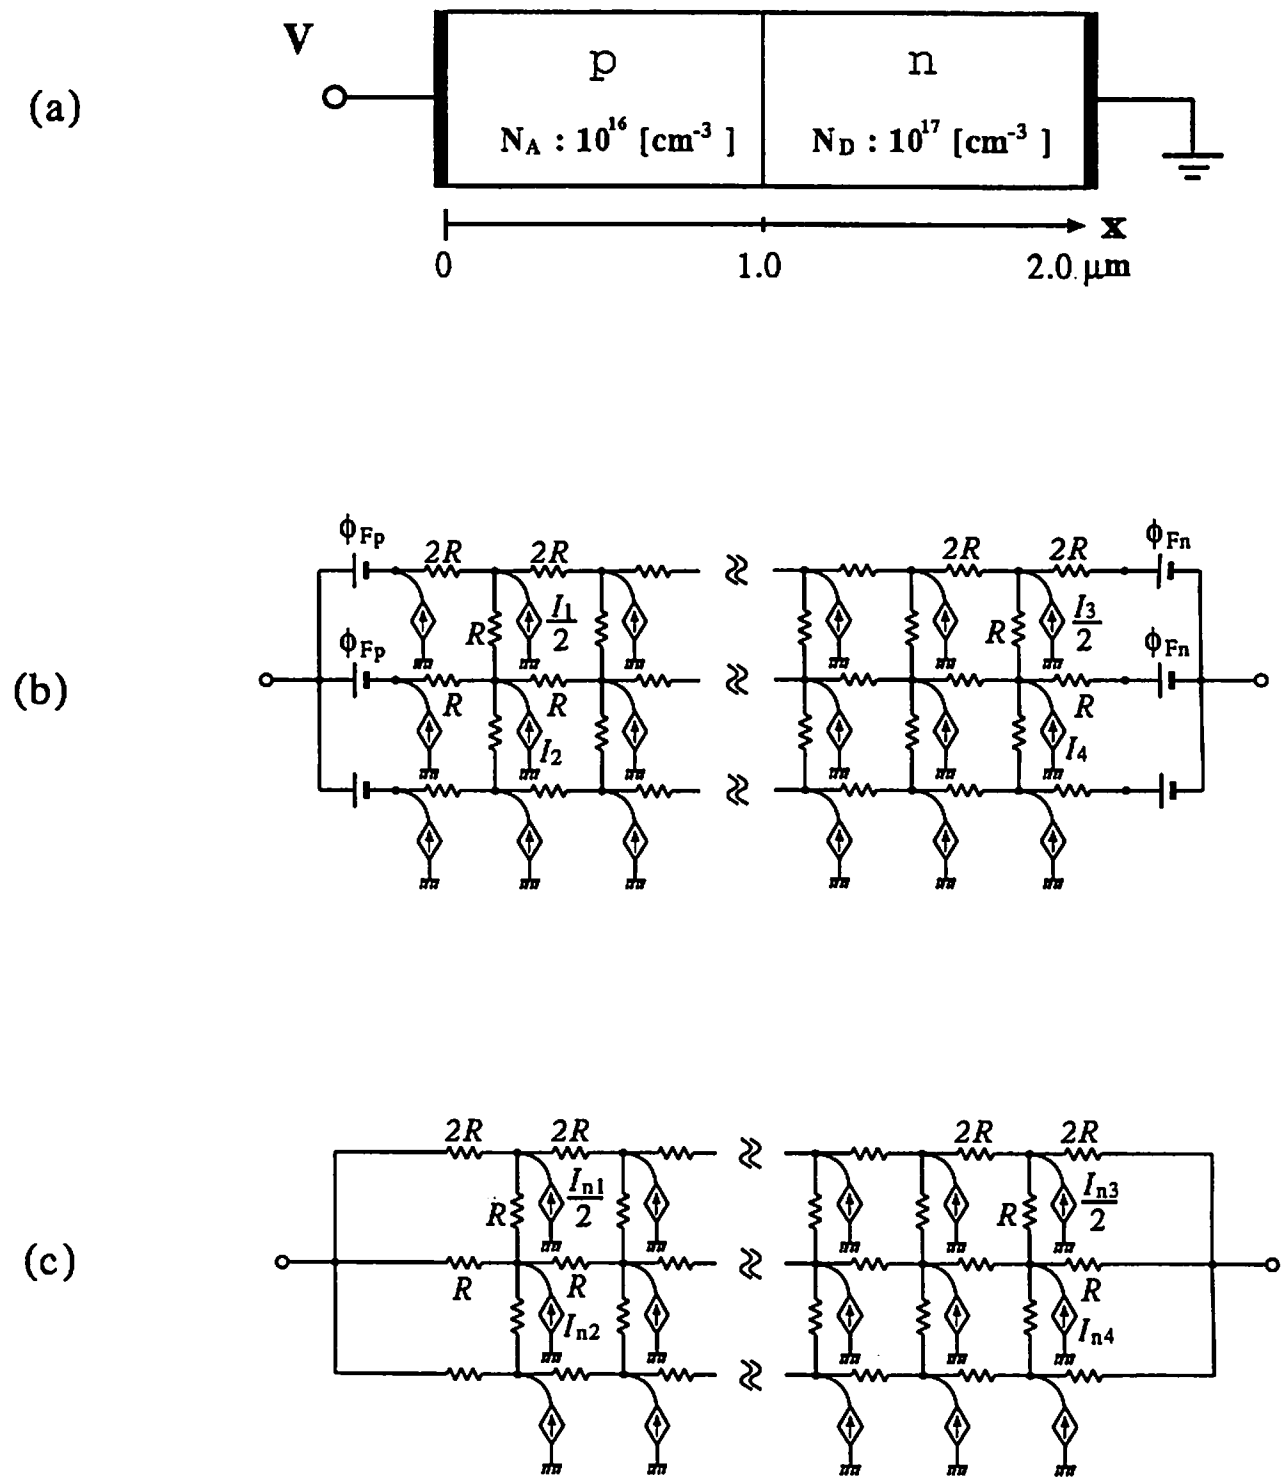 (a)
V
p n
N_A : 10^16 [cm^-3 ] N_D : 10^17 [cm^-3 ]
x
0 1.0 2.0 μm
(b)
ϕ_Fp 2R 2R 2R 2R ϕ_Fn
R I_1/2 R I_3/2
ϕ_Fp ϕ_Fn
R R R
I_2 I_4
(c)
2R 2R 2R 2R
R I_n1/2 R I_n3/2
R R R
I_n2 I_n4